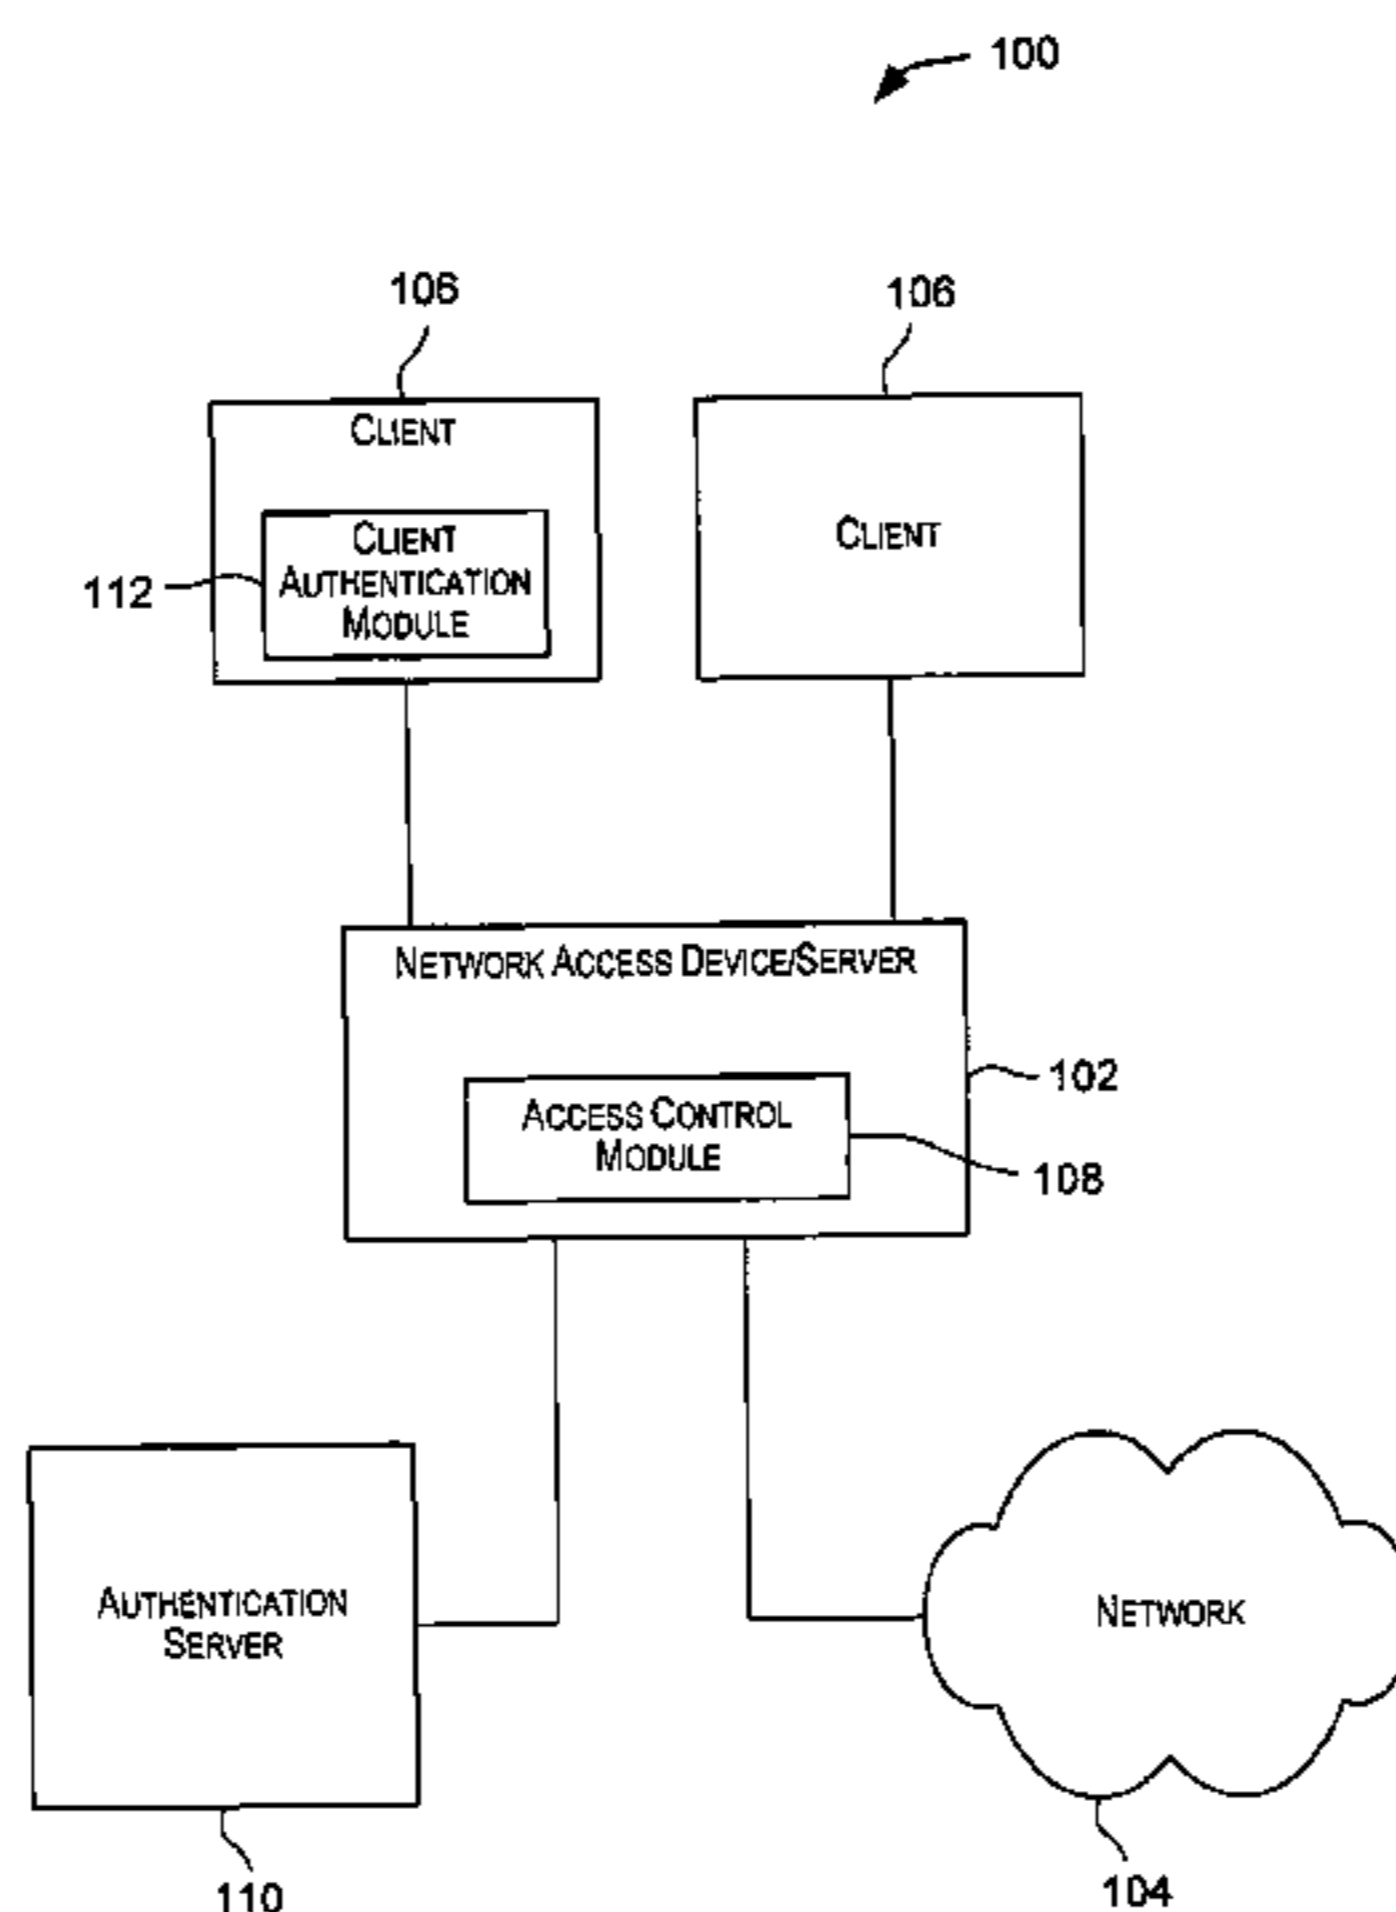 100
106
106
CLIENT
CLIENT
AUTHENTICATION
MODULE
112
CLIENT
NETWORK ACCESS DEVICE/SERVER
ACCESS CONTROL
MODULE
102
108
AUTHENTICATION
SERVER
NETWORK
110
104